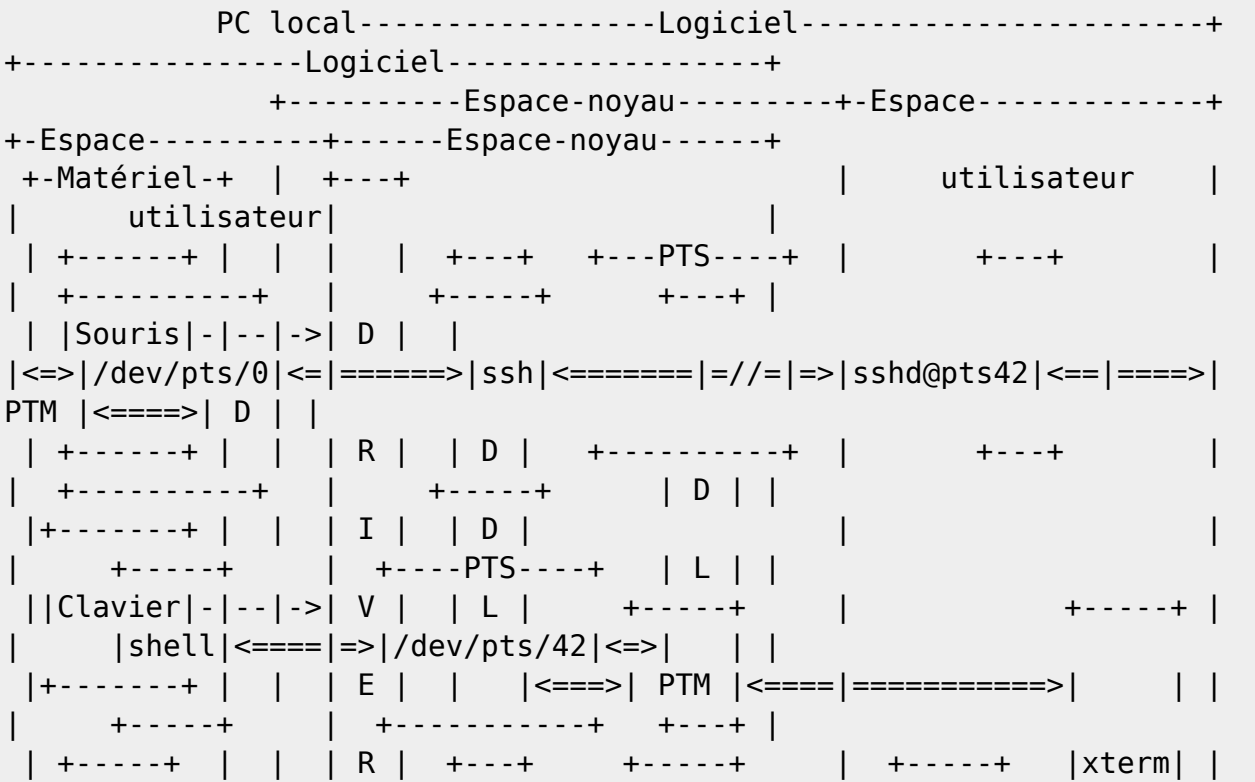 PC local----------------Logiciel----------------------+
+---------------Logiciel-----------------+
               +----------Espace-noyau---------+-Espace------------+
+-Espace----------+------Espace-noyau------+
 +-Matériel-+  |  +---+                       |     utilisateur    |
|      utilisateur|                        |
 | +------+ |  |  |   |  +---+   +---PTS----+  |       +---+        |
|  +----------+   |     +-----+      +---+ |
 | |Souris|-|--|->| D |  |
|<=>|/dev/pts/0|<=|======>|ssh|<=======|=//=|=>|sshd@pts42|<==|====>|
PTM |<====>| D | |
 | +------+ |  |  | R |  | D |   +----------+  |       +---+        |
|  +----------+   |     +-----+      | D | |
 |+-------+ |  |  | I |  | D |                 |                    |
|     +-----+     |  +----PTS----+   | L | |
 ||Clavier|-|--|->| V |  | L |     +-----+     |            +-----+ |
|     |shell|<====|=>|/dev/pts/42|<=>|   | |
 |+-------+ |  |  | E |  |   |<===>| PTM |<====|===========>|     | |
|     +-----+     |  +-----------+   +---+ |
 | +-----+  |  |  | R |  +---+     +-----+     |  +-----+   |xterm| |